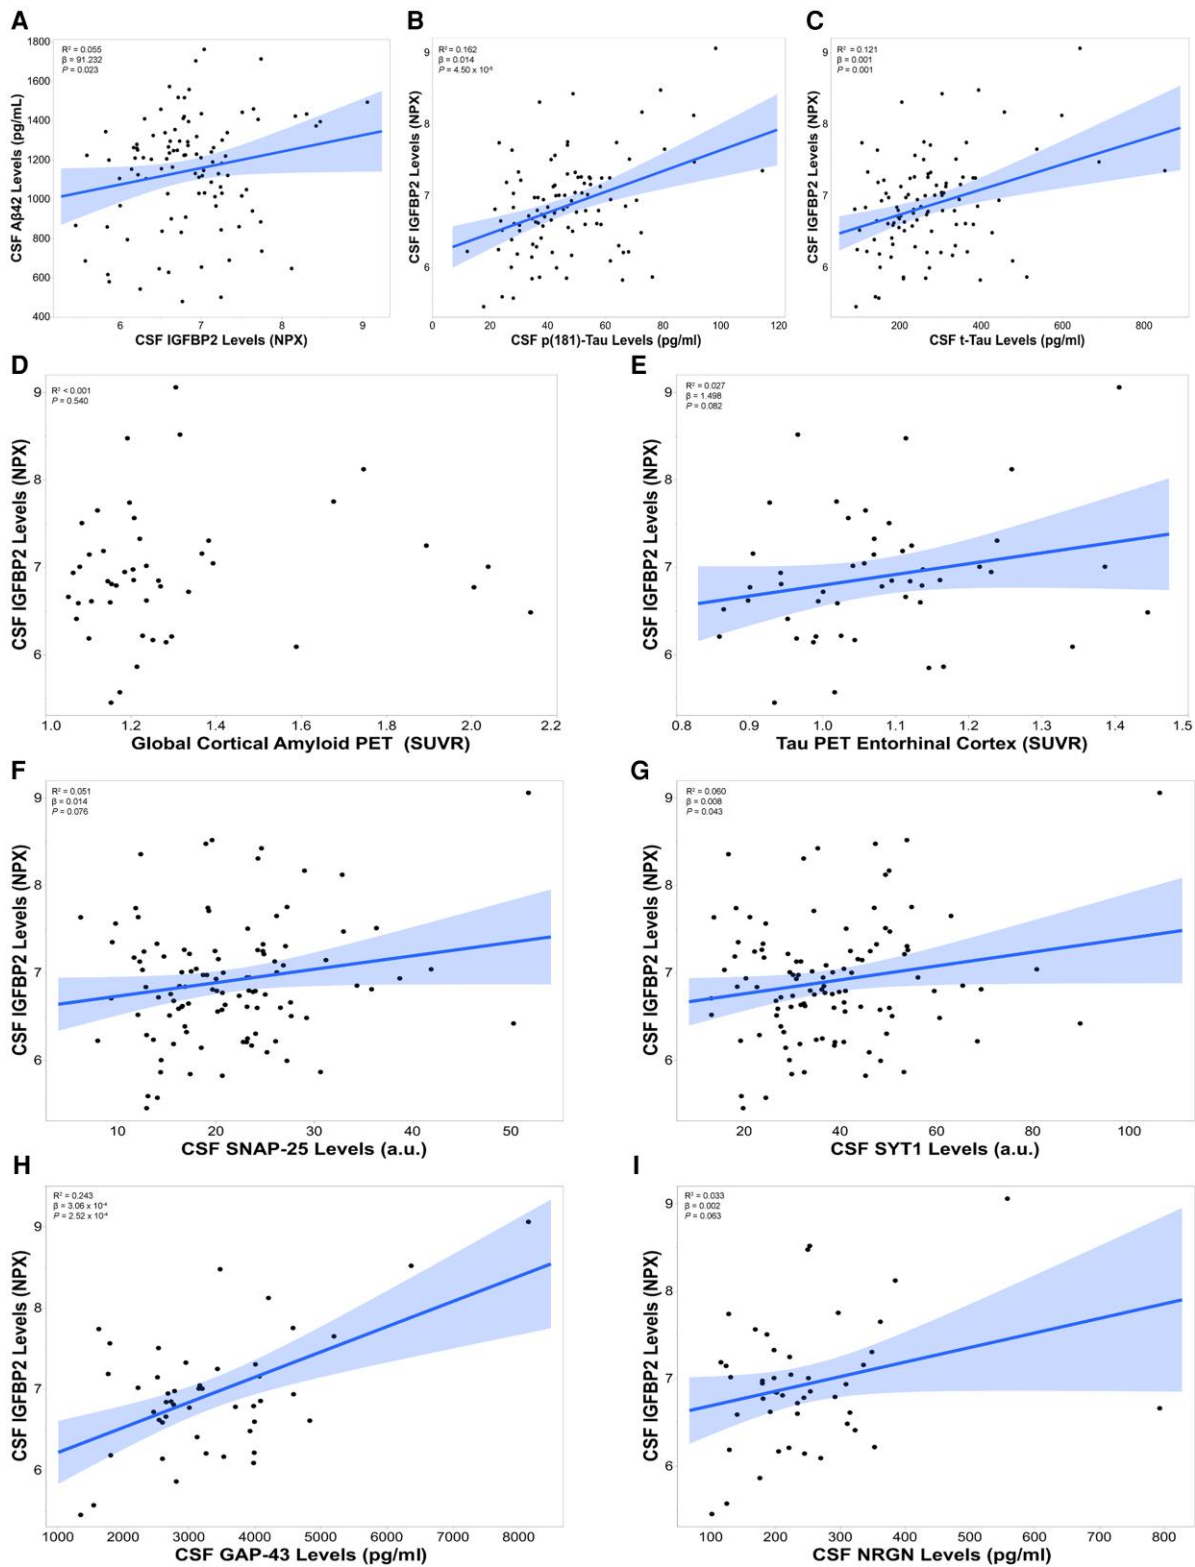 A
R² = 0.055
β = 91.232
P = 0.023
1800
1600
1400
1200
1000
800
600
400
CSF Aβ42 Levels (pg/mL)
6 7 8 9
CSF IGFBP2 Levels (NPX)
B
R² = 0.162
β = 0.014
9
8
7
6
CSF IGFBP2 Levels (NPX)
0 20 40 60 80 100 120
CSF p(181)-Tau Levels (pg/ml)
C
R² = 0.121
β = 0.001
P = 0.001
9
8
7
6
CSF IGFBP2 Levels (NPX)
200 400 600 800
CSF t-Tau Levels (pg/ml)
D
R² < 0.001
P = 0.540
9
8
7
6
CSF IGFBP2 Levels (NPX)
1.0 1.2 1.4 1.6 1.8 2.0 2.2
Global Cortical Amyloid PET (SUVR)
E
R² = 0.027
β = 1.498
P = 0.082
9
8
7
6
CSF IGFBP2 Levels (NPX)
0.8 0.9 1.0 1.1 1.2 1.3 1.4 1.5
Tau PET Entorhinal Cortex (SUVR)
F
R² = 0.051
β = 0.014
P = 0.076
9
8
7
6
CSF IGFBP2 Levels (NPX)
10 20 30 40 50
CSF SNAP-25 Levels (a.u.)
G
R² = 0.060
β = 0.008
P = 0.043
9
8
7
6
CSF IGFBP2 Levels (NPX)
20 40 60 80 100
CSF SYT1 Levels (a.u.)
H
R² = 0.243
β = 3.06 x 10⁻⁴
P = 2.52 x 10⁻⁴
9
8
7
6
CSF IGFBP2 Levels (NPX)
1000 2000 3000 4000 5000 6000 7000 8000
CSF GAP-43 Levels (pg/ml)
I
R² = 0.033
β = 0.002
P = 0.063
9
8
7
6
CSF IGFBP2 Levels (NPX)
100 200 300 400 500 600 700 800
CSF NRGN Levels (pg/ml)